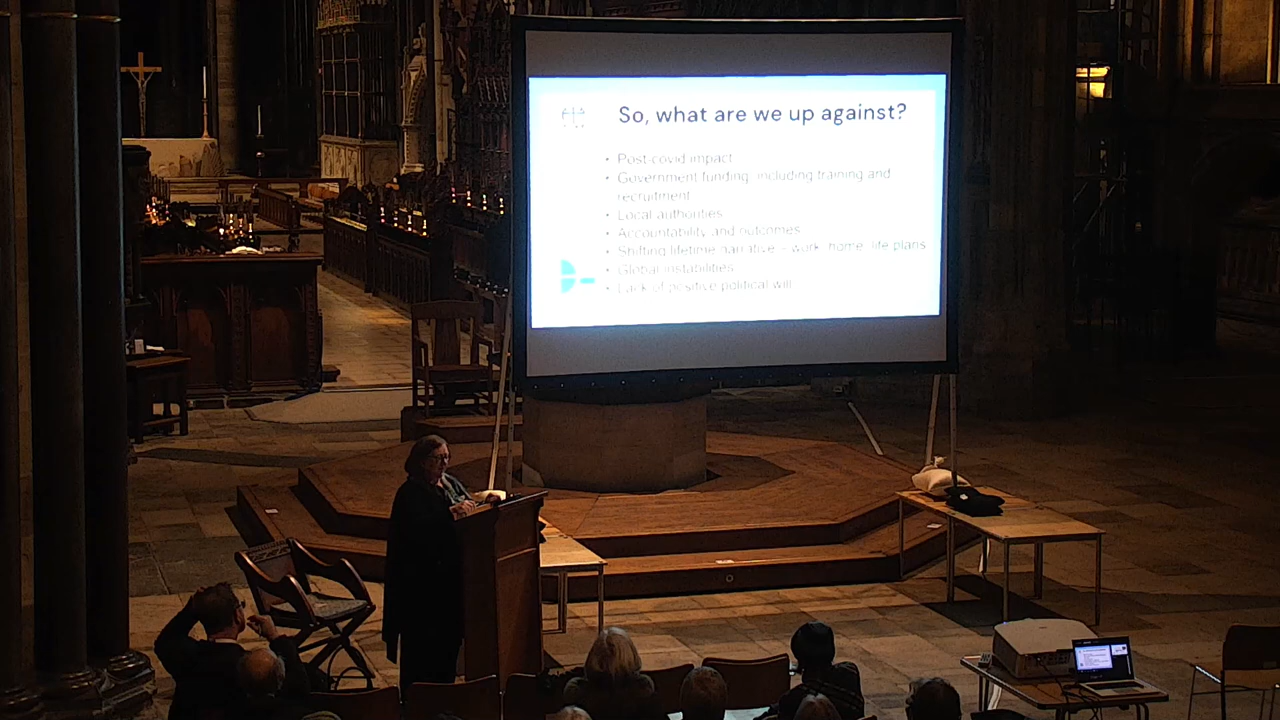 So, what are we up against?
• Post-covid impact
• Government funding, including training and
recruitment
• Local authorities
• Accountability and outcomes
• Shifting lifetime narrative – work, home, life plans
• Global instabilities
• Lack of positive political will